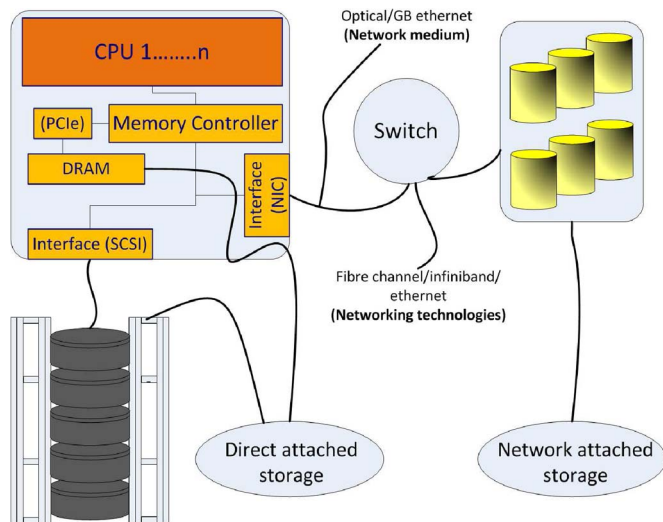 Optical/GB ethernet
(Network medium)
CPU 1........n
(PCIe)
Memory Controller
Switch
DRAM
Interface
(NIC)
Interface (SCSI)
Fibre channel/infiniband/
ethernet
(Networking technologies)
Direct attached
storage
Network attached
storage